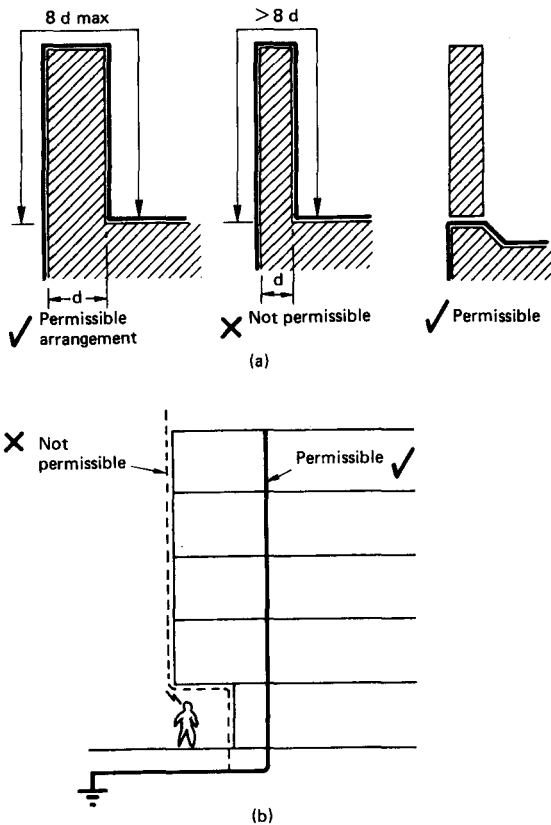 8 d max
>8 d
d
d
✓ Permissible
arrangement
✗ Not permissible
✓ Permissible
(a)
✗ Not
permissible
Permissible ✓
(b)